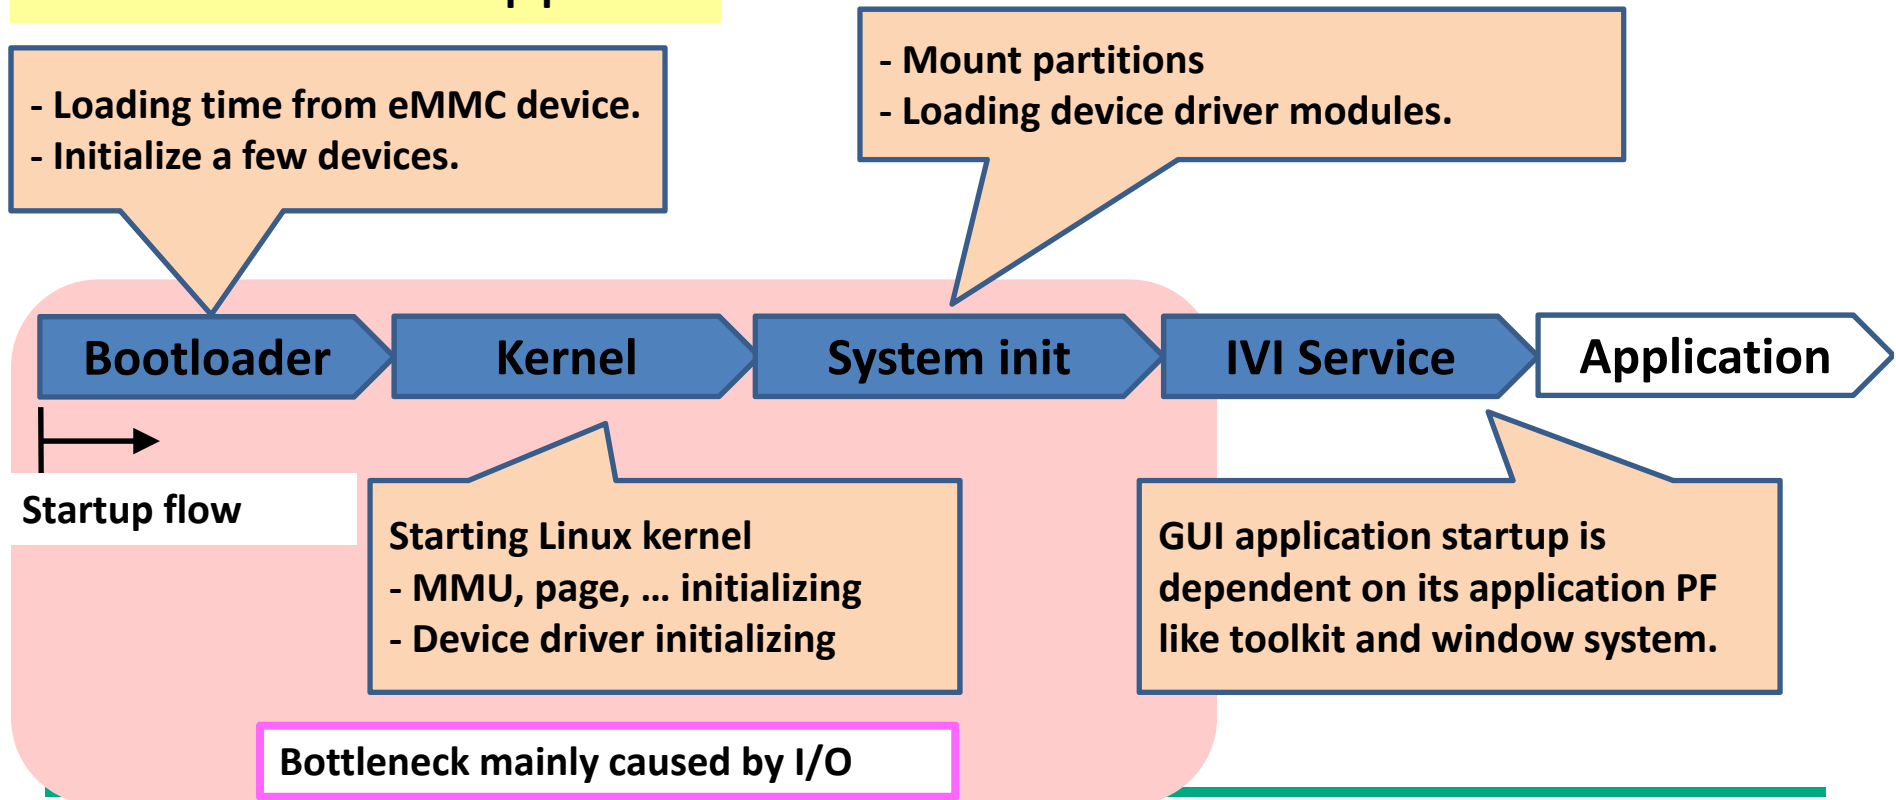 - Loading time from eMMC device.
- Initialize a few devices.
- Mount partitions
- Loading device driver modules.
Bootloader
Kernel
System init
IVI Service
Application
Startup flow
Starting Linux kernel
- MMU, page, … initializing
- Device driver initializing
GUI application startup is
dependent on its application PF
like toolkit and window system.
Bottleneck mainly caused by I/O